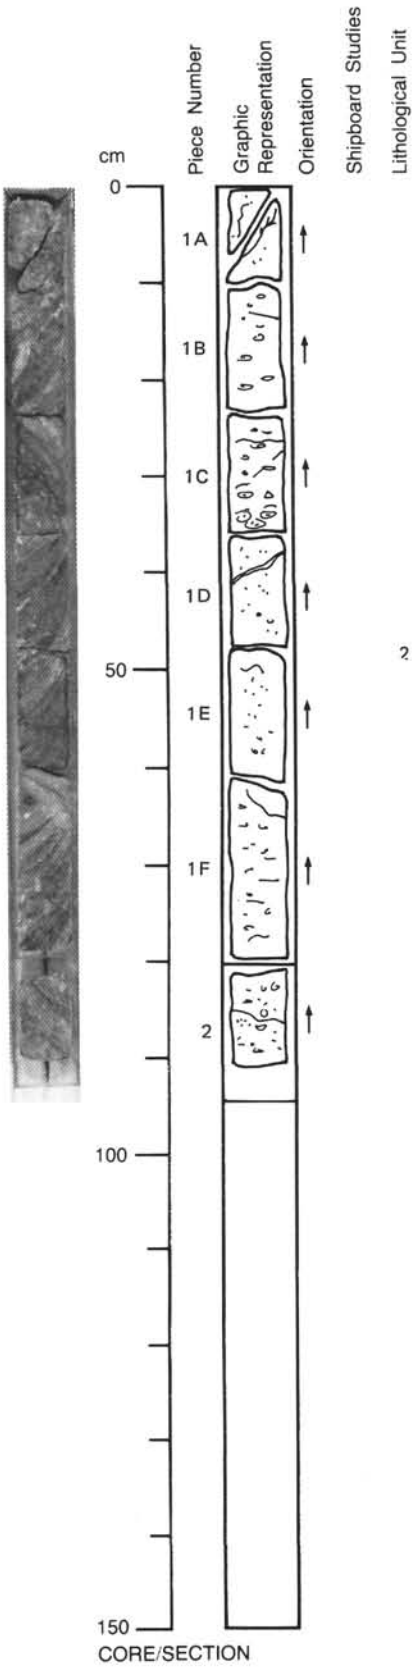 cm
Piece Number
Graphic
Representation
Orientation
Shipboard Studies
Lithological Unit
0
1A
1B
1C
1D
50
2
1E
1F
2
100
150
CORE/SECTION